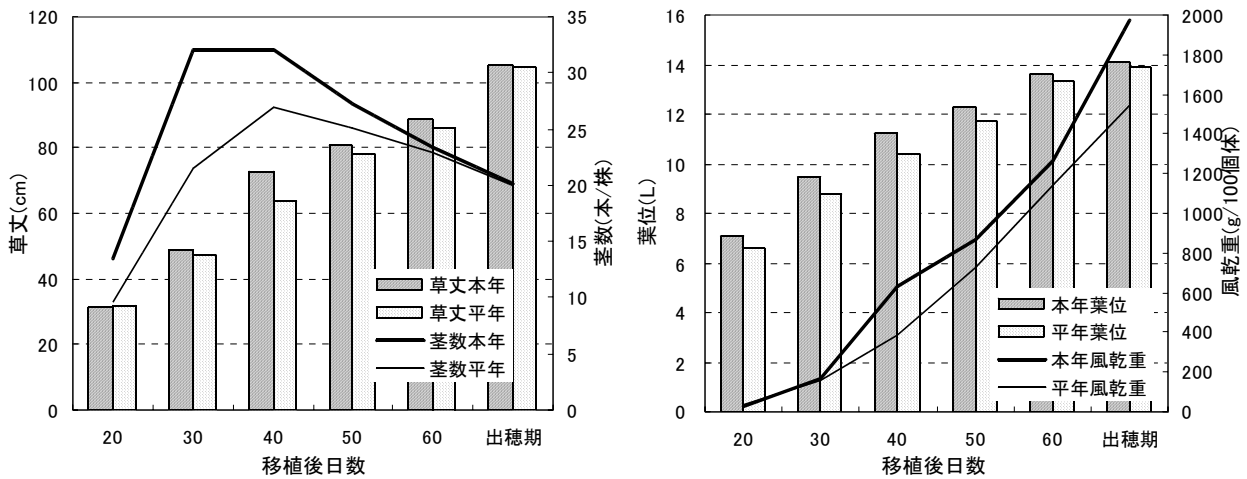 120
100
80
60
40
20
0
草丈(cm)
35
30
25
20
15
10
5
0
茎数(本/株)
草丈本年
草丈平年
茎数本年
茎数平年
20 30 40 50 60 出穂期
移植後日数
16
14
12
10
8
6
4
2
0
葉位(L)
2000
1800
1600
1400
1200
1000
800
600
400
200
0
風乾重(g/100個体)
本年葉位
平年葉位
本年風乾重
平年風乾重
20 30 40 50 60 出穂期
移植後日数